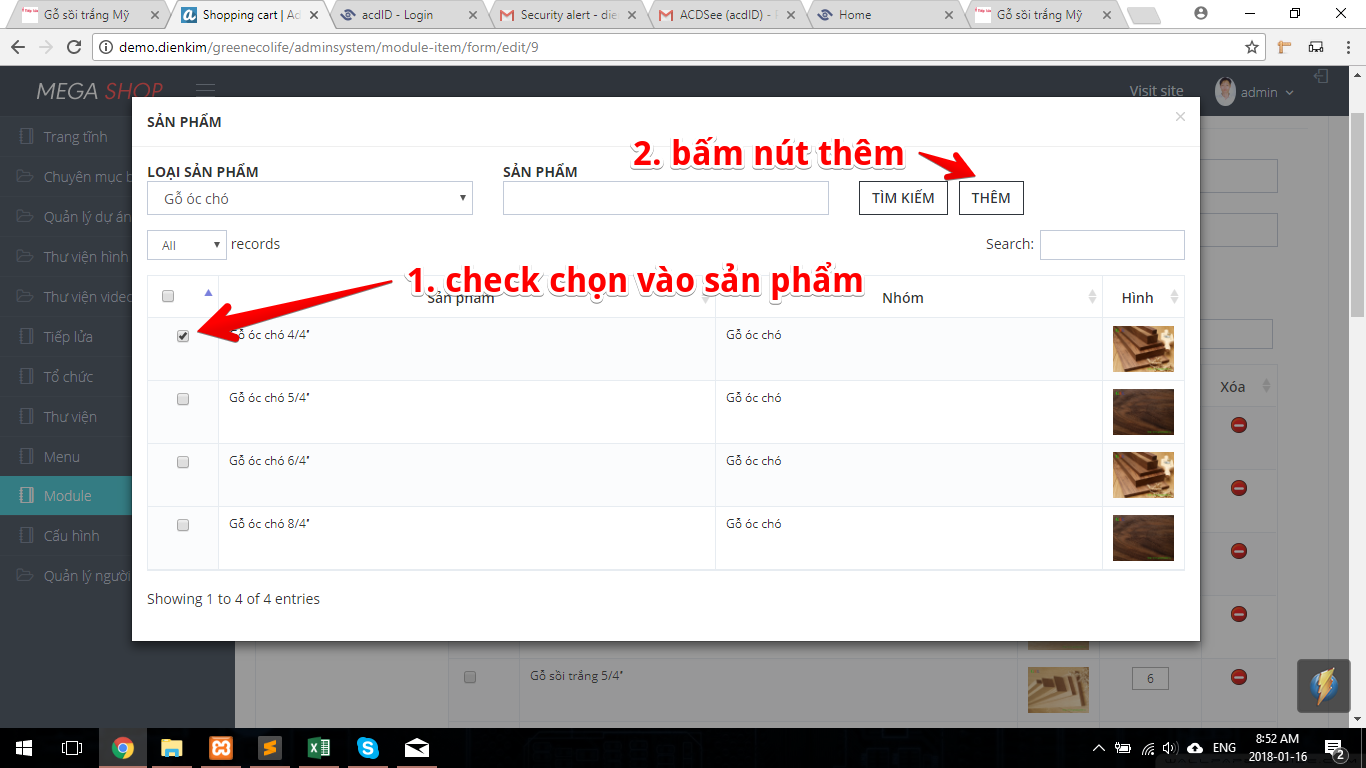 Gỗ sồi trắng Mỹ
Shopping cart | Ac
acdID - Login
Security alert - die
ACDSee (acdID) -
Home
Gỗ sồi trắng Mỹ
demo.dienkim/greenecolife/adminsystem/module-item/form/edit/9
MEGA SHOP
Visit site
admin
Trang tĩnh
Chuyên mục b
Quản lý dự án
Thư viện hình
Thư viện video
Tiếp lửa
Tổ chức
Thư viện
Menu
Module
Cấu hình
Quản lý người
SẢN PHẨM
×
2. bấm nút thêm
LOẠI SẢN PHẨM
SẢN PHẨM
Gỗ óc chó
TÌM KIẾM
THÊM
All
records
Search:
1. check chọn vào sản phẩm
Sản phẩm
Nhóm
Hình
Gỗ óc chó 4/4’’
Gỗ óc chó
Gỗ óc chó 5/4’’
Gỗ óc chó
Gỗ óc chó 6/4’’
Gỗ óc chó
Gỗ óc chó 8/4’’
Gỗ óc chó
Showing 1 to 4 of 4 entries
Xóa
Gỗ sồi trắng 5/4’’
6
ENG
8:52 AM
2018-01-16
2